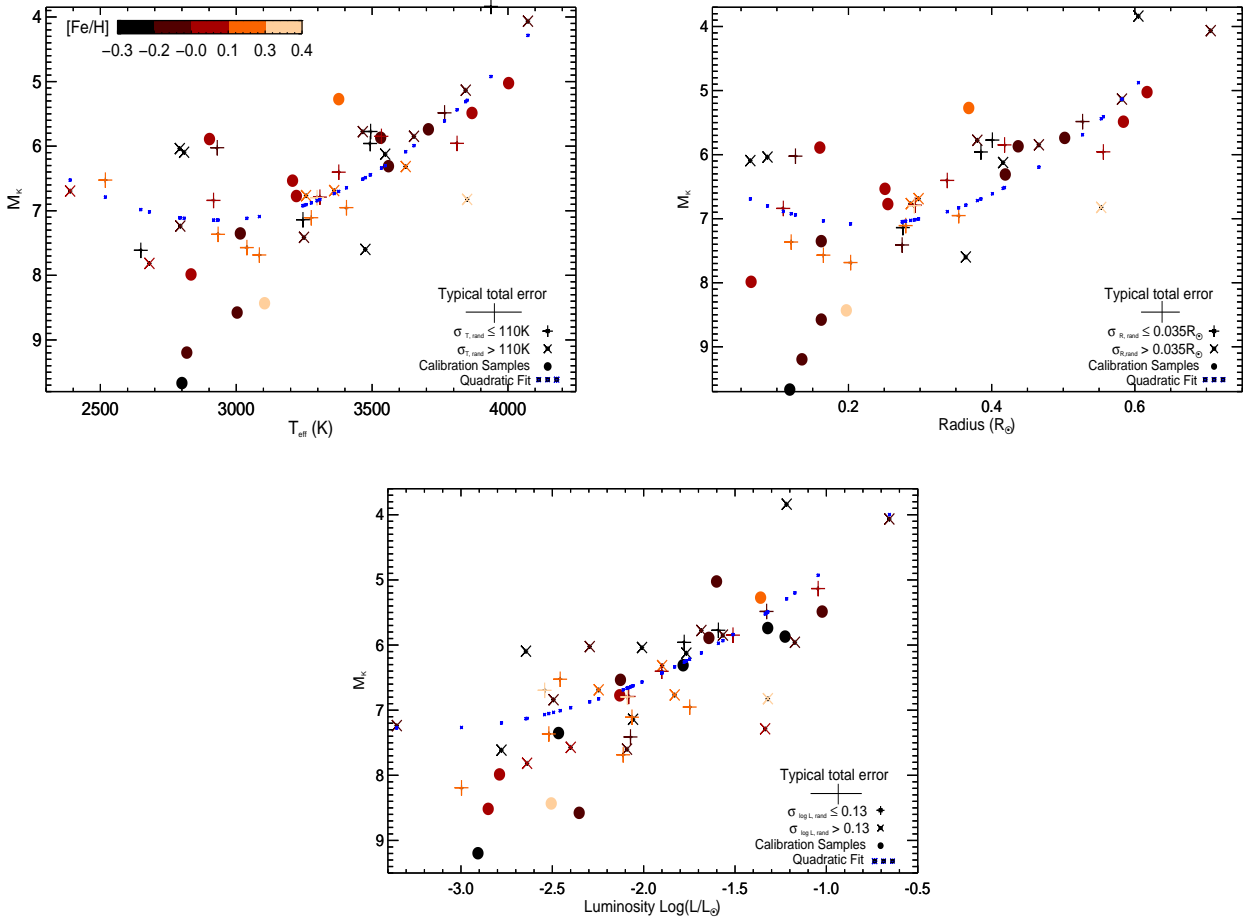 [Fe/H]
−0.3 −0.2 −0.0 0.1 0.3 0.4
4
5
6
7
8
9
M_K
2500 3000 3500 4000
T_eff (K)
Typical total error
σ_T, rand ≤ 110K
σ_T, rand > 110K
Calibration Samples
Quadratic Fit
4
5
6
7
8
9
M_K
0.2 0.4 0.6
Radius (R_⊙)
Typical total error
σ_R, rand ≤ 0.035R_⊙
σ_R,rand > 0.035R_⊙
Calibration Samples
Quadratic Fit
4
5
6
7
8
9
M_K
-3.0 -2.5 -2.0 -1.5 -1.0 -0.5
Luminosity Log(L/L_⊙)
Typical total error
σ_log L, rand ≤ 0.13
σ_log L, rand > 0.13
Calibration Samples
Quadratic Fit